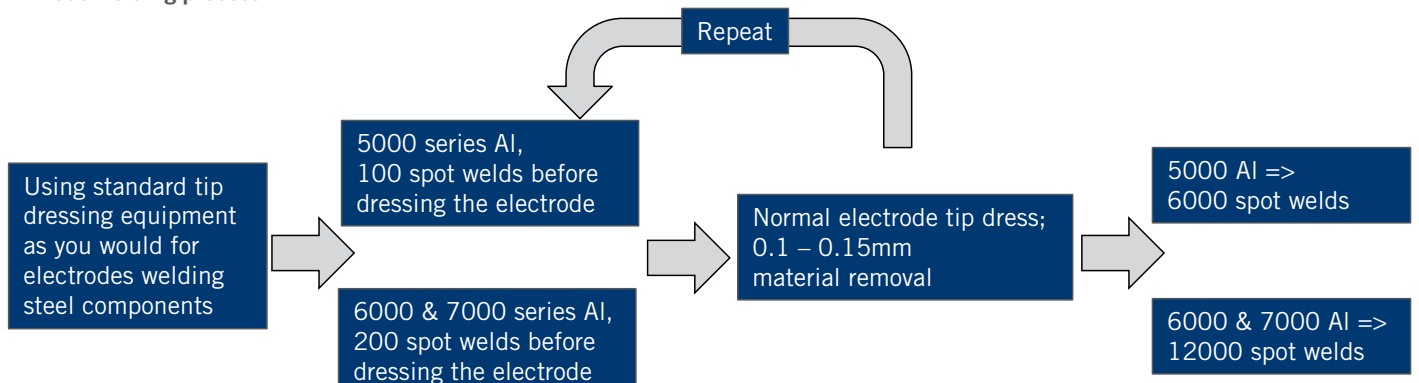 Repeat
Using standard tip
dressing equipment
as you would for
electrodes welding
steel components
5000 series Al,
100 spot welds before
dressing the electrode
6000 & 7000 series Al,
200 spot welds before
dressing the electrode
Normal electrode tip dress;
0.1 – 0.15mm
material removal
5000 Al =>
6000 spot welds
6000 & 7000 Al =>
12000 spot welds